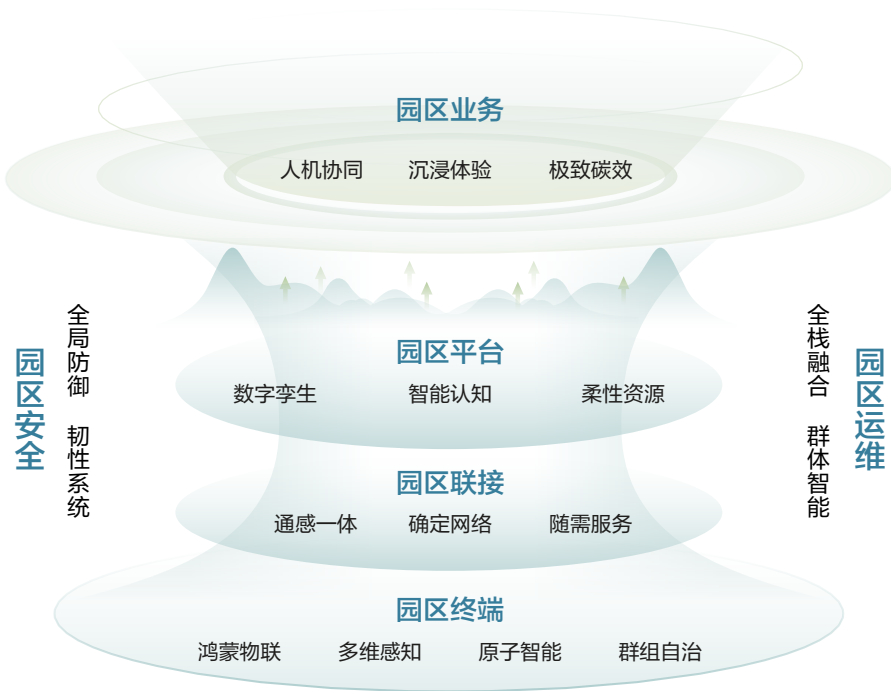 园区业务
人机协同 沉浸体验 极致碳效
园区平台
数字孪生 智能认知 柔性资源
园区联接
通感一体 确定网络 随需服务
园区终端
鸿蒙物联 多维感知 原子智能 群组自治
园区安全
全局防御 韧性系统
全栈融合 群体智能
园区运维